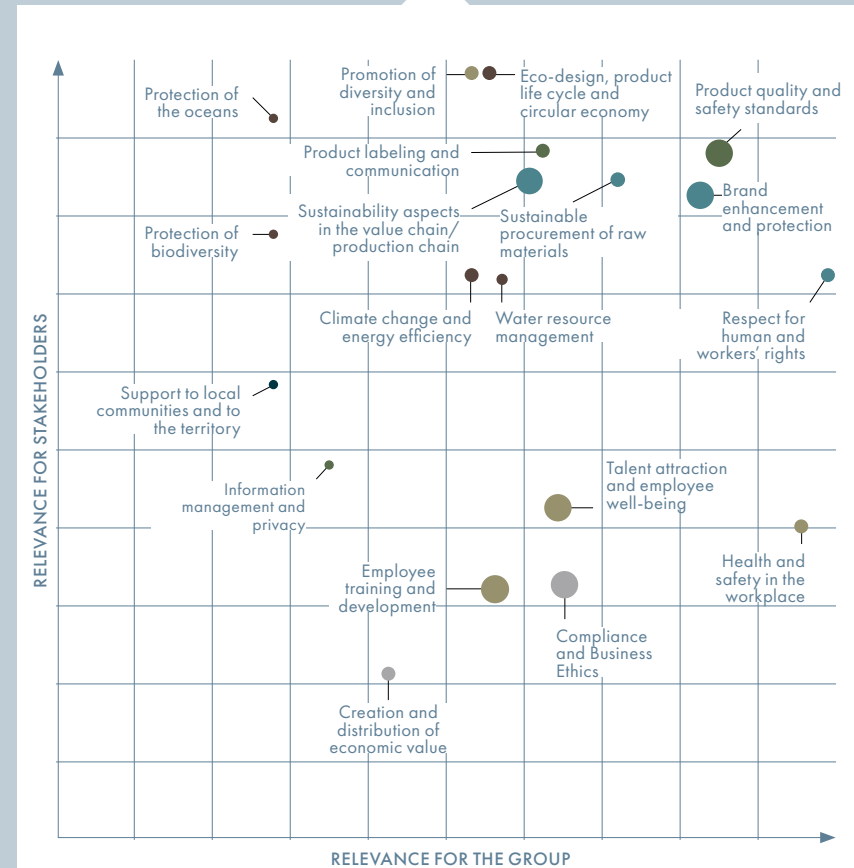 Promotion of
diversity and
inclusion
Eco-design, product
life cycle and
circular economy
Product quality and
safety standards
Protection of
the oceans
Product labeling and
communication
Sustainability aspects
in the value chain/
production chain
Sustainable
procurement of raw
materials
Brand
enhancement
and protection
Protection of
biodiversity
Climate change and
energy efficiency
Water resource
management
Respect for
human and
workers’ rights
RELEVANCE FOR STAKEHOLDERS
Support to local
communities and to
the territory
Information
management and
privacy
Talent attraction
and employee
well-being
Health and
safety in the
workplace
Employee
training and
development
Compliance
and Business
Ethics
Creation and
distribution of
economic value
RELEVANCE FOR THE GROUP